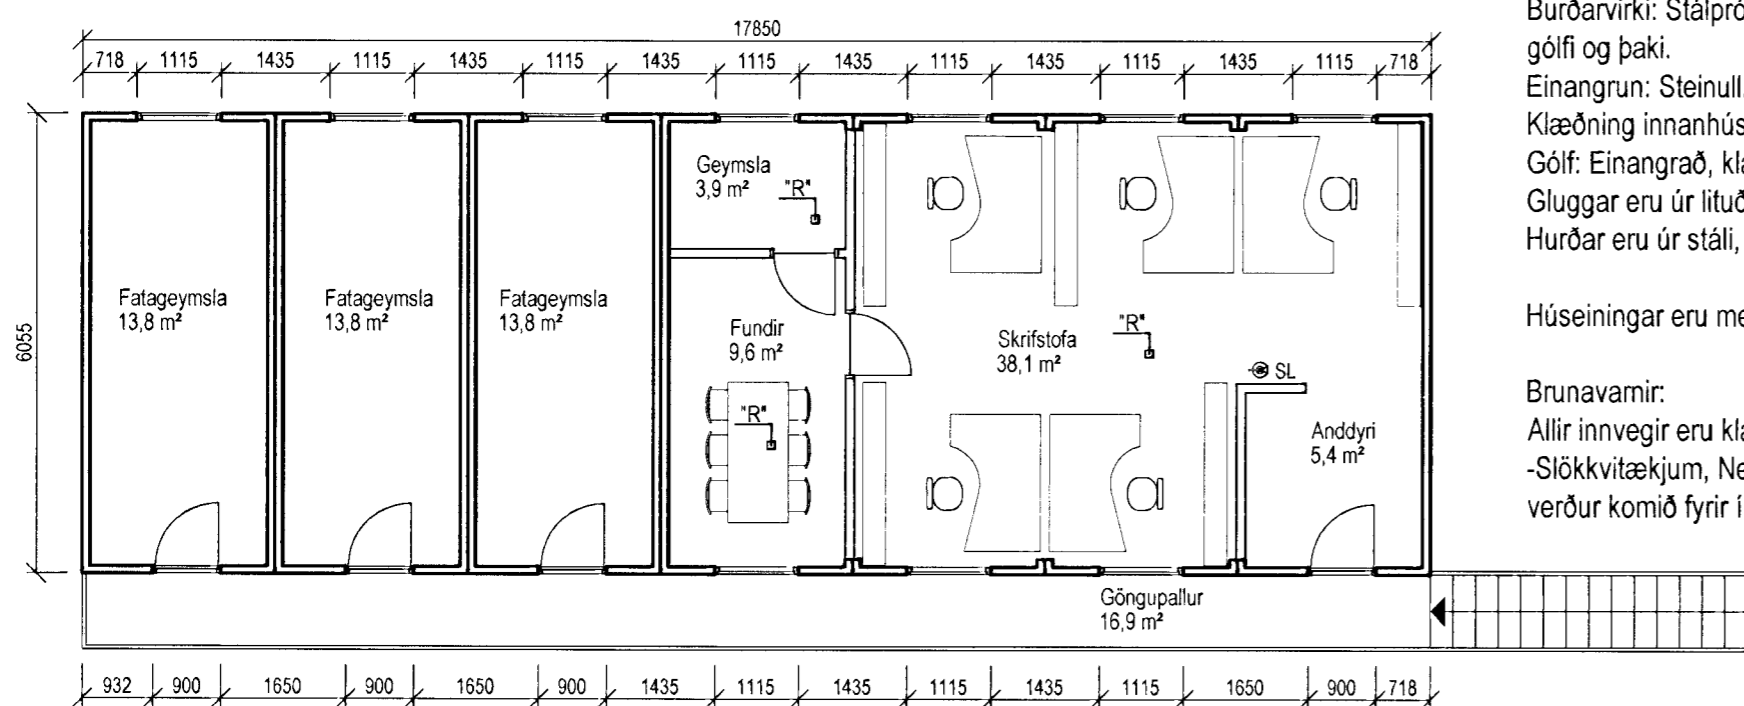 17850
718 1115 1435 1115 1435 1115 1435 1115 1435 1115 1435 1115 1435 1115 718
6055
Geymsla
3,9 m²
"R"
Fatageymsla
13,8 m²
Fatageymsla
13,8 m²
Fatageymsla
13,8 m²
Fundir
9,6 m²
"R"
Skrifstofa
38,1 m²
"R"
SL
Anddyri
5,4 m²
Göngupallur
16,9 m²
932 900 1650 900 1650 900 1435 1115 1435 1115 1435 1115 1650 900 718
Burðarvirki: Stálpró
gólfi og þaki.
Einangrun: Steinull
Klæðning innanhús
Gólf: Einangrað, klæ
Gluggar eru úr lituð
Hurðar eru úr stáli,
Húseiningar eru me
Brunavarnir:
Allir innvegir eru klæ
-Slökkvitækjum, Ne
verður komið fyrir í